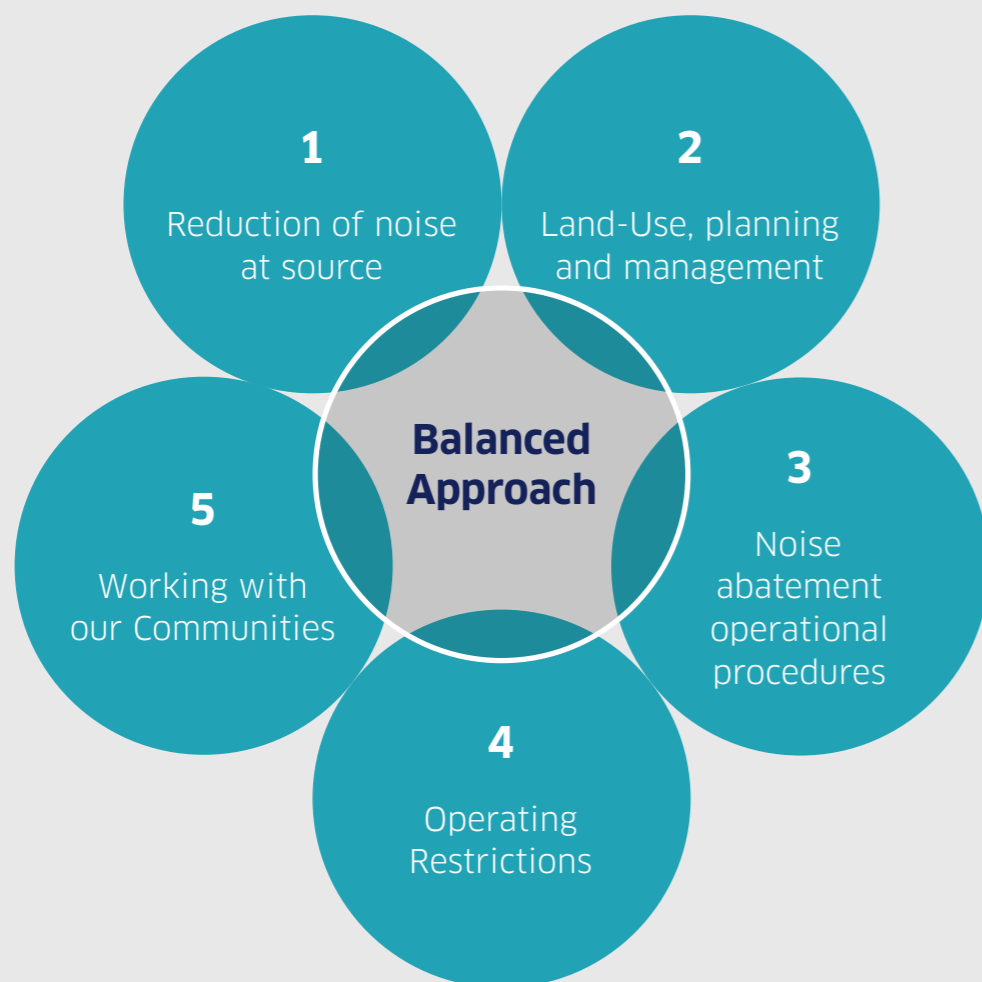 1
Reduction of noise
at source
2
Land-Use, planning
and management
Balanced
Approach
3
Noise
abatement
operational
procedures
5
Working with
our Communities
4
Operating
Restrictions